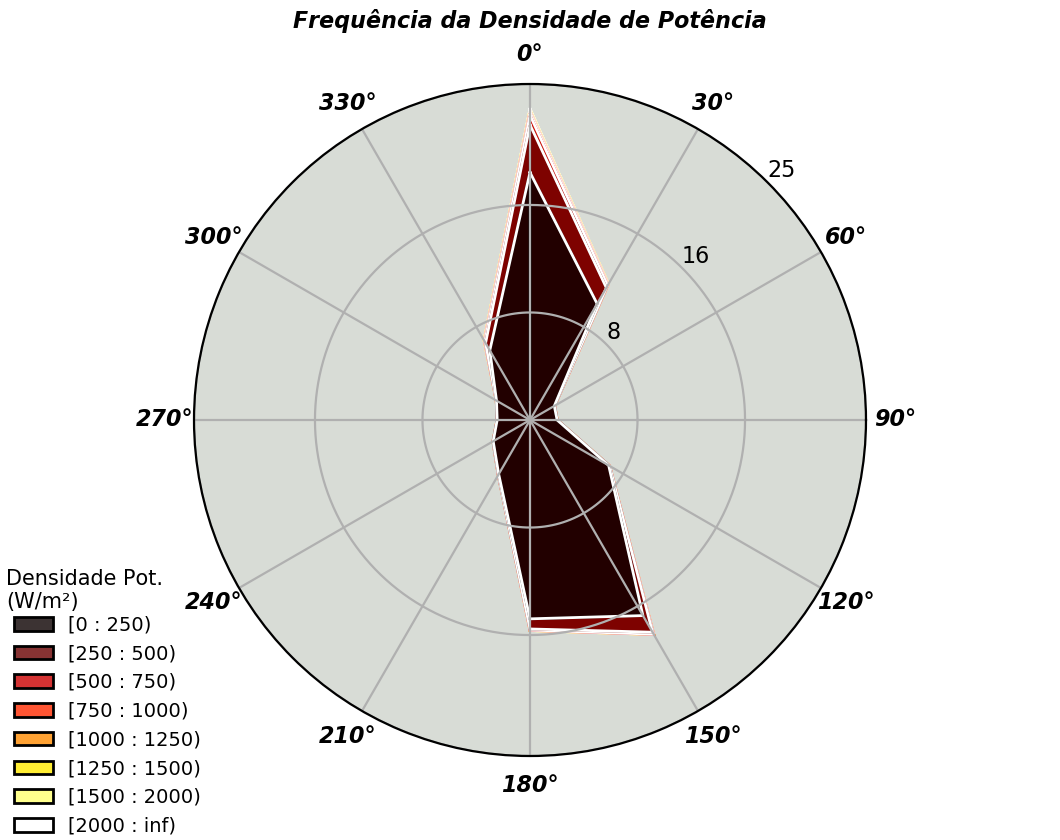 Frequência da Densidade de Potência
0°
30°
330°
25
60°
300°
16
8
90°
270°
120°
240°
150°
210°
180°
Densidade Pot.
(W/m²)
[0 : 250)
[250 : 500)
[500 : 750)
[750 : 1000)
[1000 : 1250)
[1250 : 1500)
[1500 : 2000)
[2000 : inf)